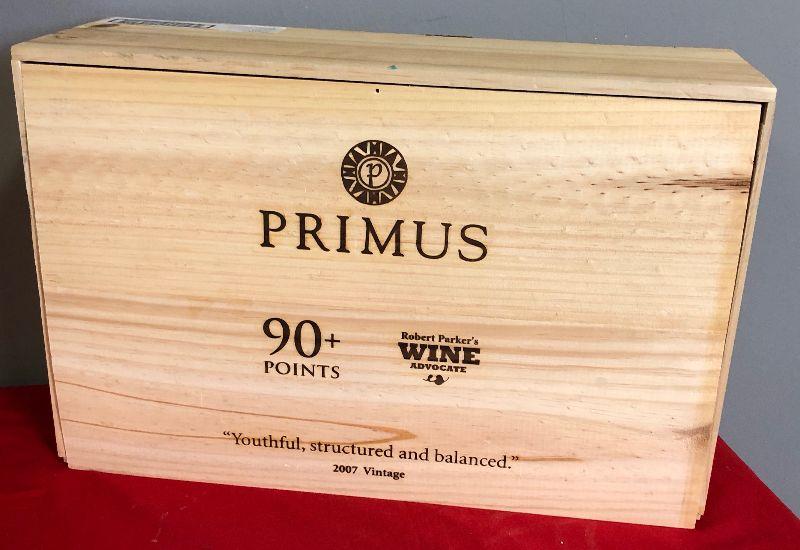 P
PRIMUS
90+
POINTS
Robert Parker's
WINE
ADVOCATE
“Youthful, structured and balanced.”
2007 Vintage